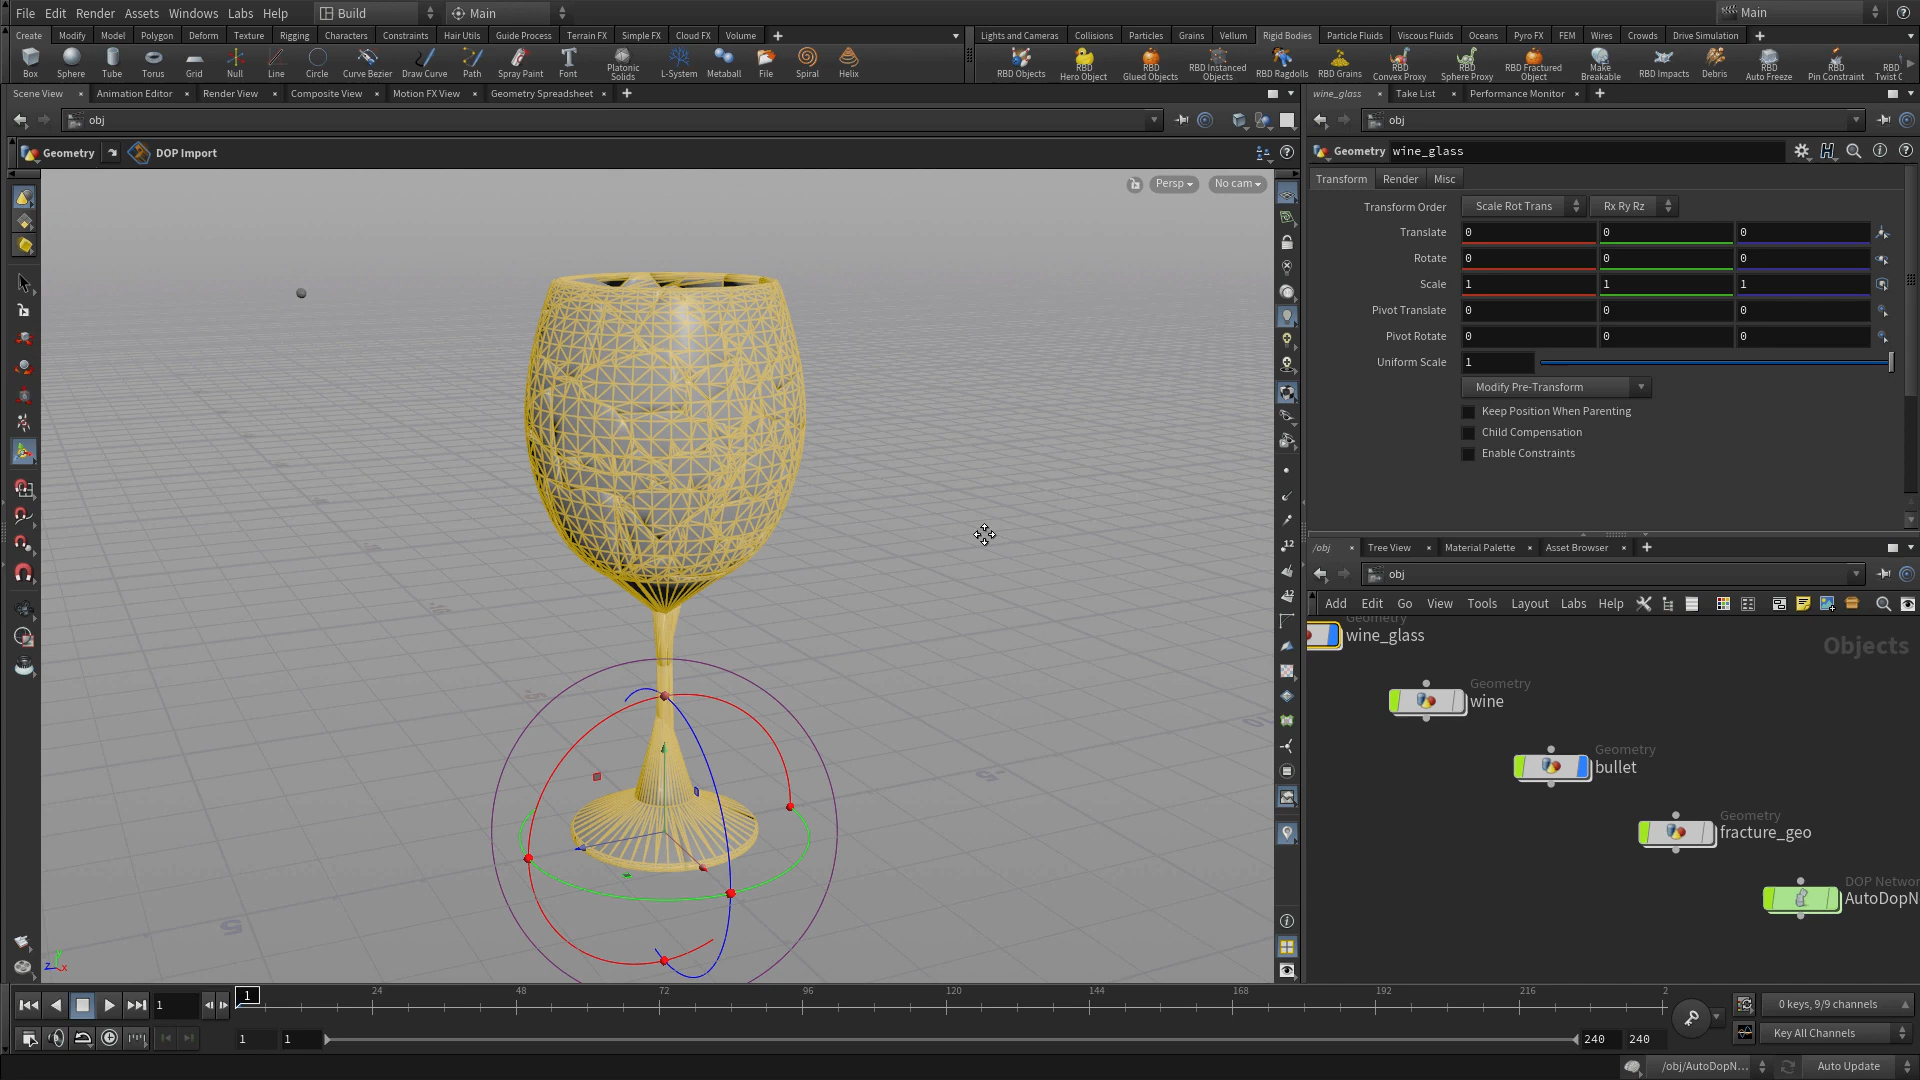 File Edit Render Assets Windows Labs Help Build Main Main
Create Modify Model Polygon Deform Texture Rigging Characters Constraints Hair Utils Guide Process Terrain FX Simple FX Cloud FX Volume
Lights and Cameras Collisions Particles Grains Vellum Rigid Bodies Particle Fluids Viscous Fluids Oceans Pyro FX FEM Wires Crowds Drive Simulation
Box Sphere Tube Torus Grid Null Line Circle Curve Bezier Draw Curve Path Spray Paint Font Platonic Solids L-System Metaball File Spiral Helix
RBD Objects RBD Hero Object RBD Glued Objects RBD Instanced Objects RBD Ragdolls RBD Grains RBD Convex Proxy RBD Sphere Proxy RBD Fractured Object Make Breakable RBD Impacts Debris RBD Auto Freeze RBD Pin Constraint RBD Twist C
Scene View Animation Editor Render View Composite View Motion FX View Geometry Spreadsheet
wine_glass Take List Performance Monitor
obj
obj
Geometry DOP Import
Geometry wine_glass
Persp No cam
Transform Render Misc
Transform Order Scale Rot Trans Rx Ry Rz
Translate 0 0 0
Rotate 0 0 0
Scale 1 1 1
Pivot Translate 0 0 0
Pivot Rotate 0 0 0
Uniform Scale 1
Modify Pre-Transform
Keep Position When Parenting
Child Compensation
Enable Constraints
/obj Tree View Material Palette Asset Browser
obj
Add Edit Go View Tools Layout Labs Help
Geometry
wine_glass
Objects
Geometry
wine
Geometry
bullet
Geometry
fracture_geo
DOP Networ
AutoDopN
12
12
z y x
1 1 24 48 72 96 120 144 168 192 216 2
0 keys, 9/9 channels
1 1 240 240
Key All Channels
/obj/AutoDopN... Auto Update